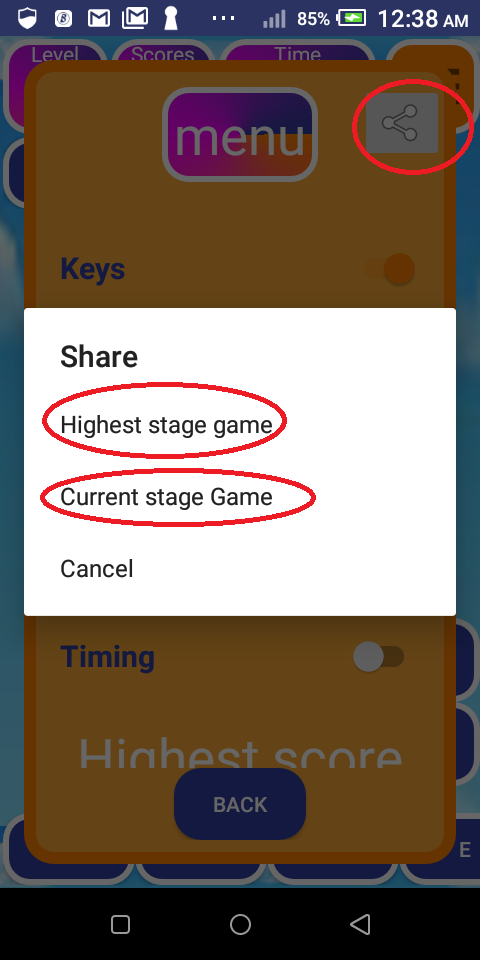 85% 12:38 AM
Level Scores Time
menu
Keys
Share
Highest stage game
Current stage Game
Cancel
Timing
Highest score
BACK
E